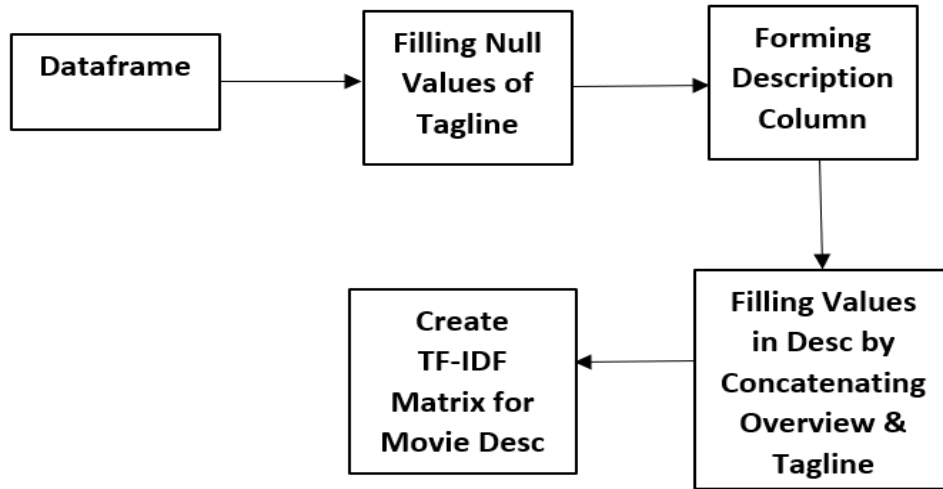 Dataframe
Filling Null
Values of
Tagline
Forming
Description
Column
Filling Values
in Desc by
Concatenating
Overview &
Tagline
Create
TF-IDF
Matrix for
Movie Desc